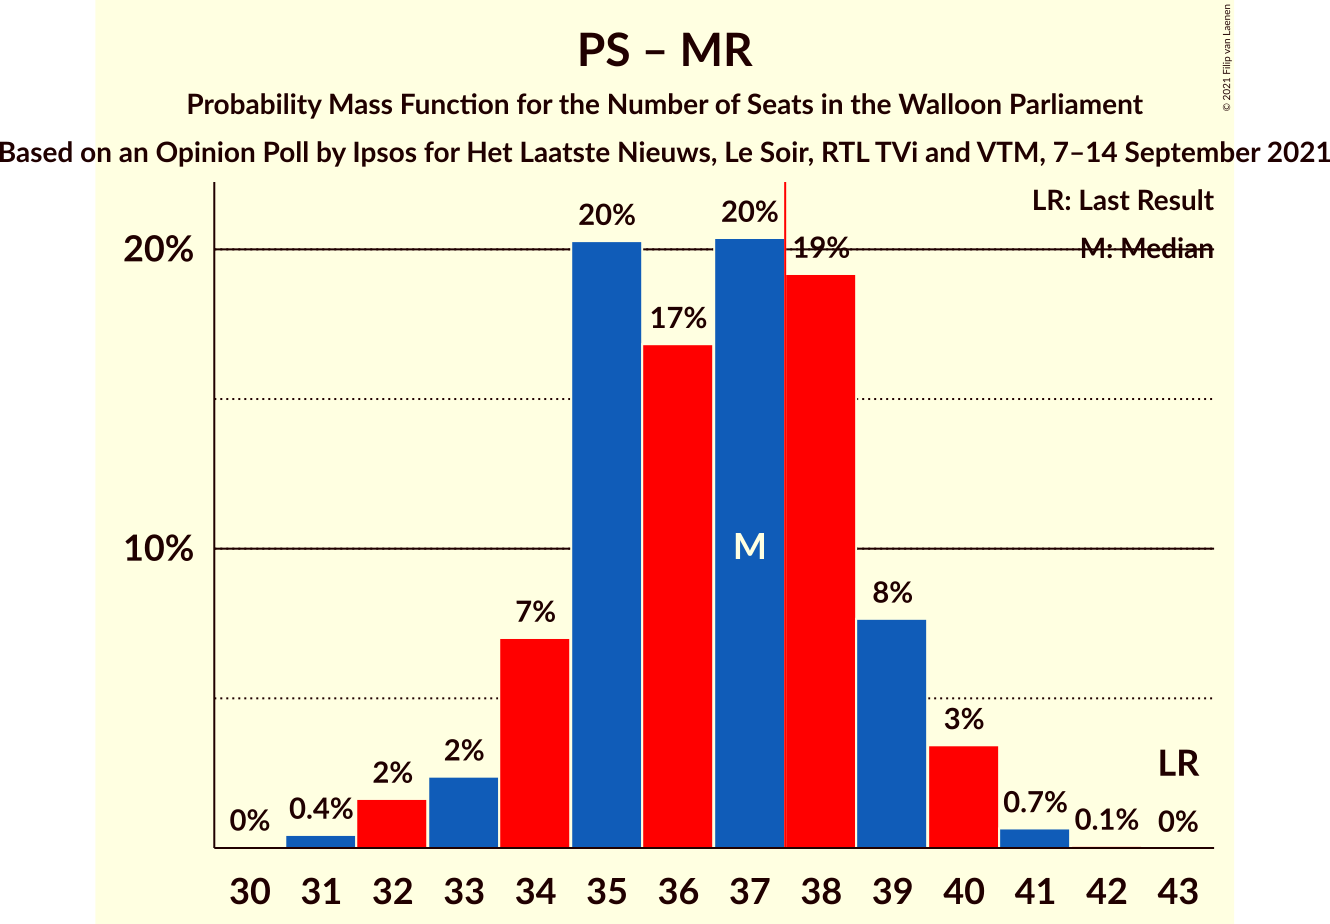 PS – MR
Probability Mass Function for the Number of Seats in the Walloon Parliament
Based on an Opinion Poll by Ipsos for Het Laatste Nieuws, Le Soir, RTL TVi and VTM, 7–14 September 2021
© 2021 Filip van Laenen
LR: Last Result
M: Median
20%
10%
0%
0.4%
2%
2%
7%
20%
17%
20%
19%
8%
3%
0.7%
0.1%
0%
M
LR
30 31 32 33 34 35 36 37 38 39 40 41 42 43